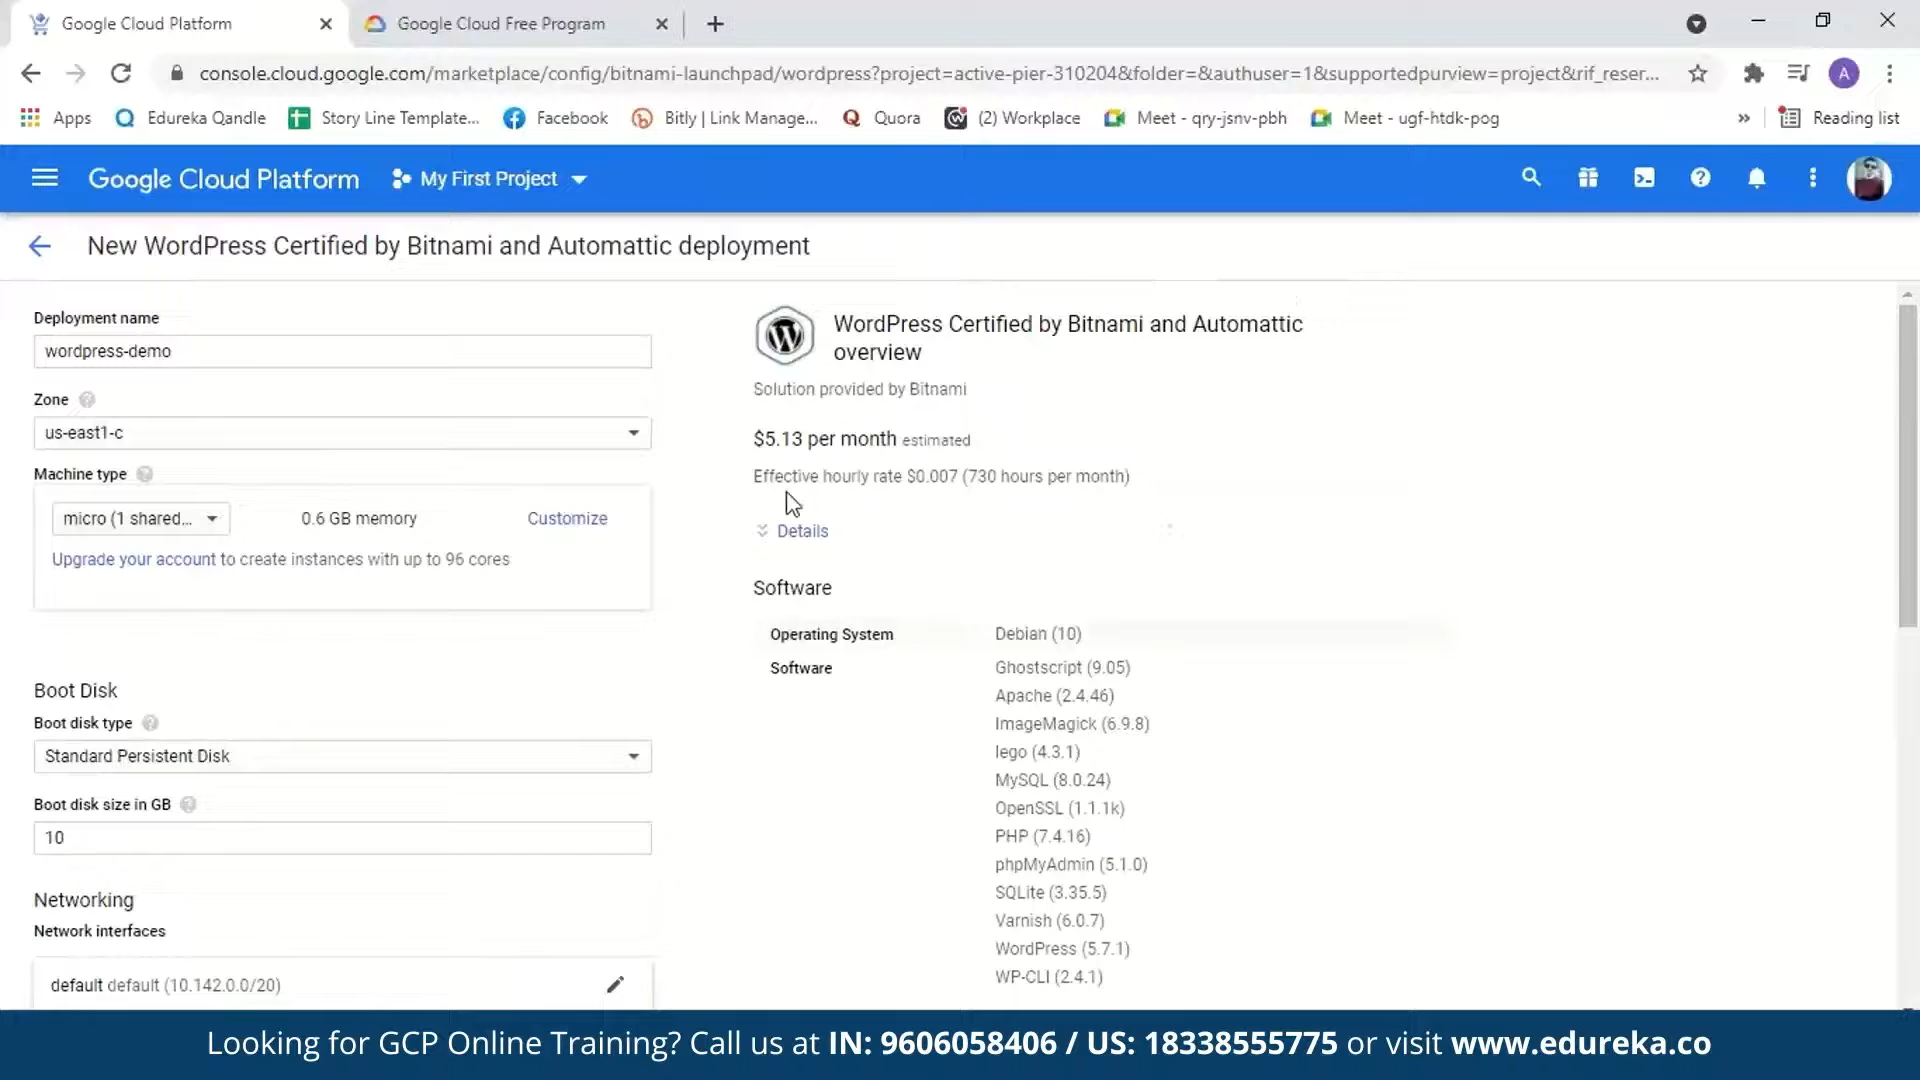 Google Cloud Platform
Google Cloud Free Program
console.cloud.google.com/marketplace/config/bitnami-launchpad/wordpress?project=active-pier-310204&folder=&authuser=1&supportedpurview=project&rif_reser...
A
Apps
Edureka Qandle
Story Line Template...
Facebook
Bitly | Link Manage...
Quora
(2) Workplace
Meet - qry-jsnv-pbh
Meet - ugf-htdk-pog
»
Reading list
Google Cloud Platform
My First Project
New WordPress Certified by Bitnami and Automattic deployment
Deployment name
wordpress-demo
Zone
us-east1-c
Machine type
micro (1 shared...
0.6 GB memory
Customize
Upgrade your account to create instances with up to 96 cores
Boot Disk
Boot disk type
Standard Persistent Disk
Boot disk size in GB
10
Networking
Network interfaces
default default (10.142.0.0/20)
WordPress Certified by Bitnami and Automattic
overview
Solution provided by Bitnami
$5.13 per month estimated
Effective hourly rate $0.007 (730 hours per month)
Details
Software
Operating System
Debian (10)
Software
Ghostscript (9.05)
Apache (2.4.46)
ImageMagick (6.9.8)
lego (4.3.1)
MySQL (8.0.24)
OpenSSL (1.1.1k)
PHP (7.4.16)
phpMyAdmin (5.1.0)
SQLite (3.35.5)
Varnish (6.0.7)
WordPress (5.7.1)
WP-CLI (2.4.1)
Looking for GCP Online Training? Call us at IN: 9606058406 / US: 18338555775 or visit www.edureka.co